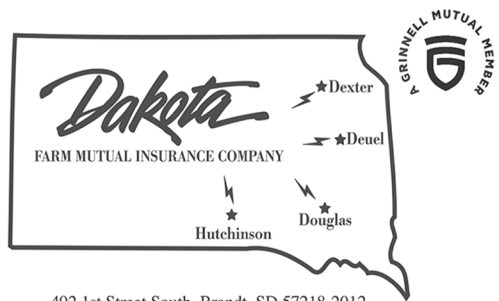 A GRINNELL MUTUAL MEMBER
Dakota
FARM MUTUAL INSURANCE COMPANY
Dexter
Deuel
Douglas
Hutchinson
402 1st Street South, Brandt, SD 57218-2012